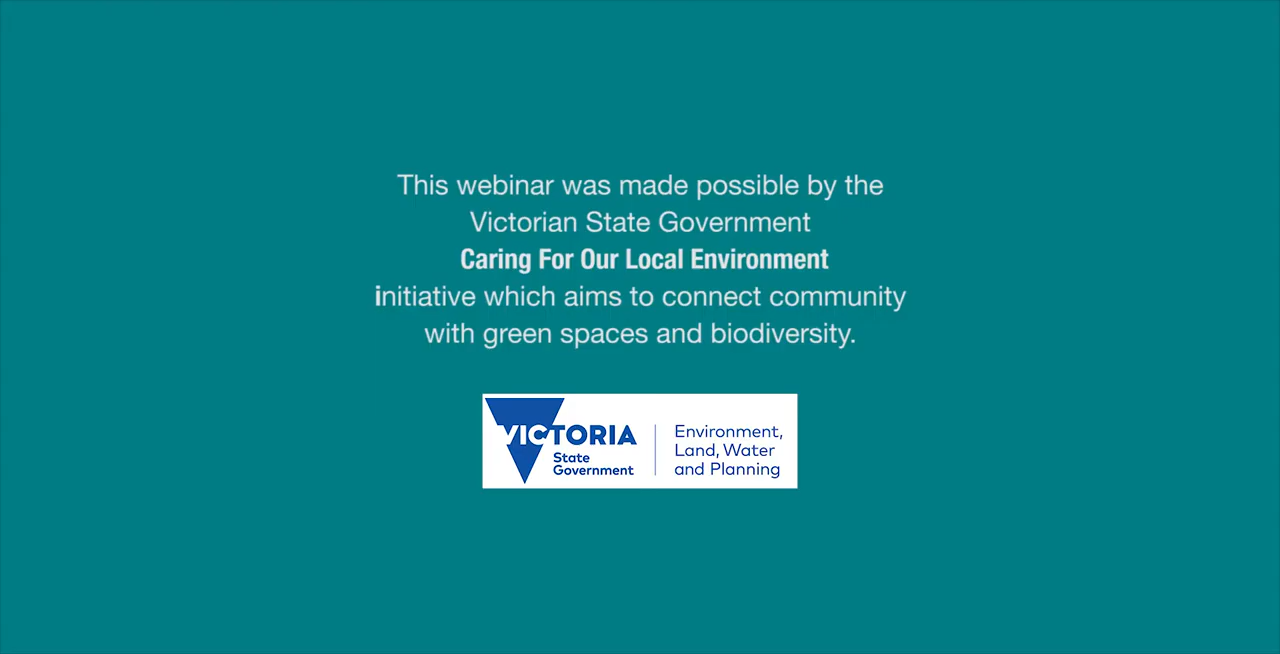 This webinar was made possible by the
Victorian State Government
Caring For Our Local Environment
initiative which aims to connect community
with green spaces and biodiversity.
VICTORIA
State
Government
Environment,
Land, Water
and Planning